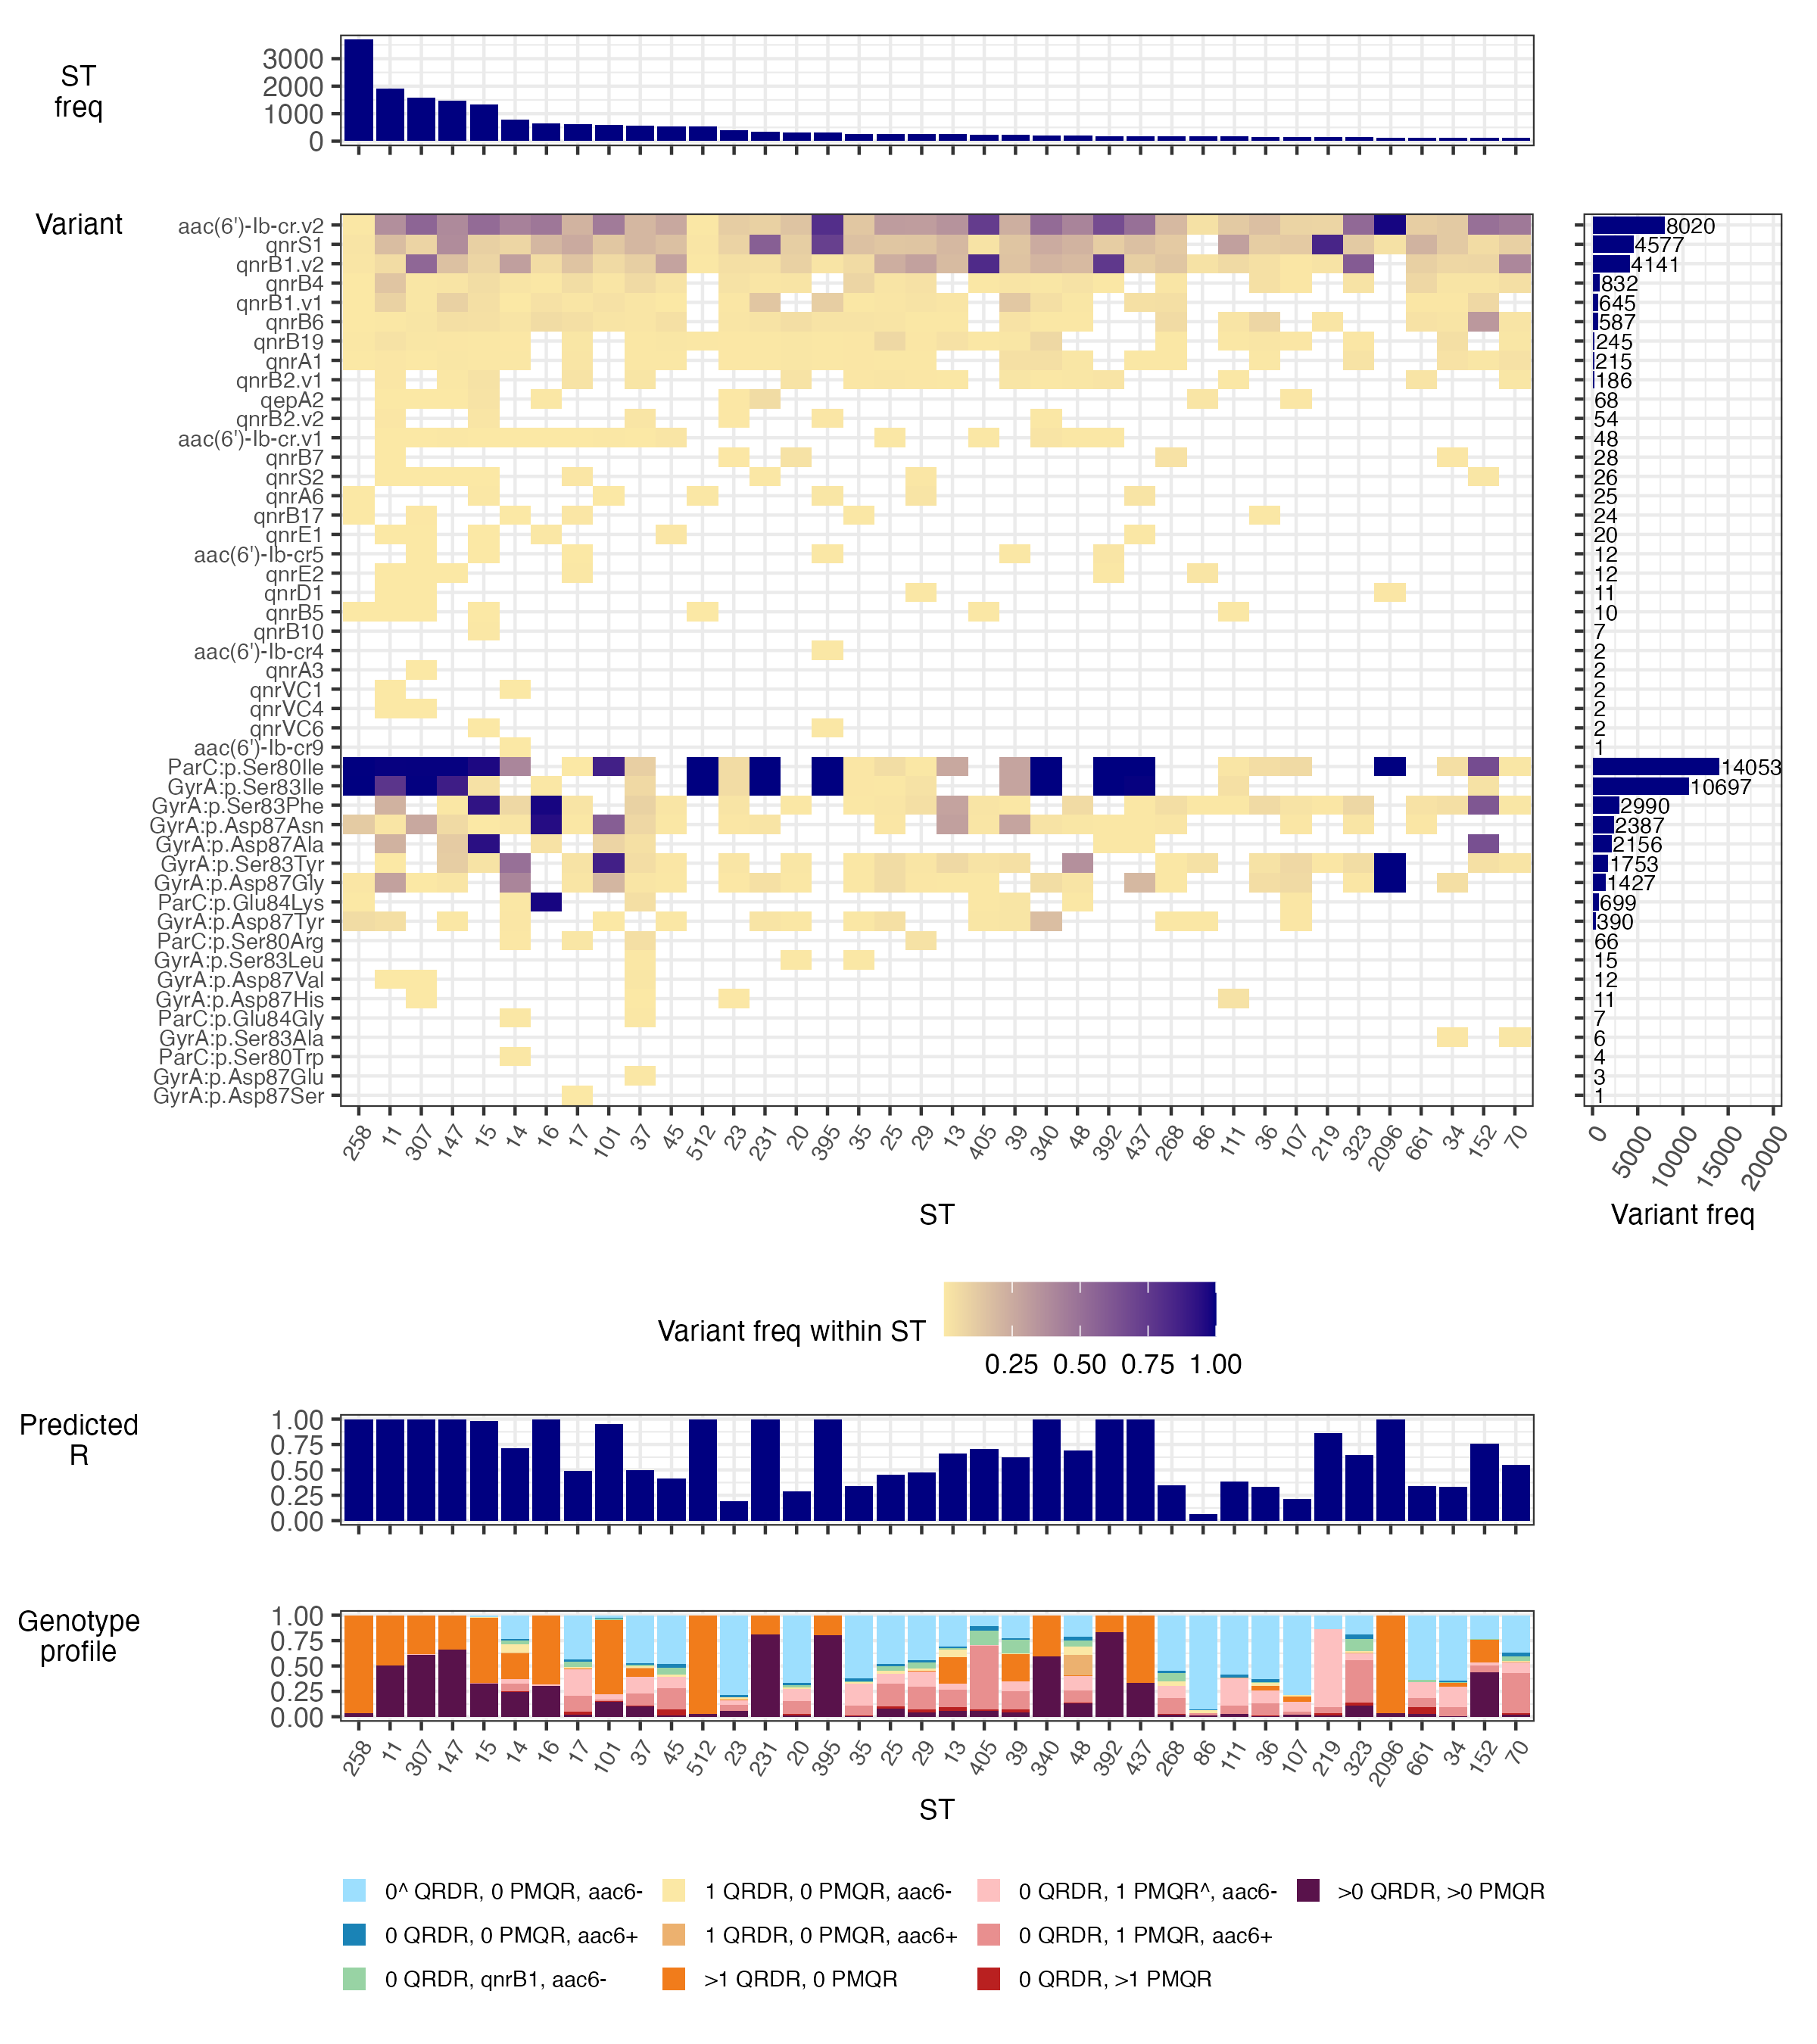 ST
freq
3000
2000
1000
0
Variant
aac(6')-Ib-cr.v2
qnrS1
qnrB1.v2
qnrB4
qnrB1.v1
qnrB6
qnrB19
qnrA1
qnrB2.v1
qepA2
qnrB2.v2
aac(6')-Ib-cr.v1
qnrB7
qnrS2
qnrA6
qnrB17
qnrE1
aac(6')-Ib-cr5
qnrE2
qnrD1
qnrB5
qnrB10
aac(6')-Ib-cr4
qnrA3
qnrVC1
qnrVC4
qnrVC6
aac(6')-Ib-cr9
ParC:p.Ser80Ile
GyrA:p.Ser83Ile
GyrA:p.Ser83Phe
GyrA:p.Asp87Asn
GyrA:p.Asp87Ala
GyrA:p.Ser83Tyr
GyrA:p.Asp87Gly
ParC:p.Glu84Lys
GyrA:p.Asp87Tyr
ParC:p.Ser80Arg
GyrA:p.Ser83Leu
GyrA:p.Asp87Val
GyrA:p.Asp87His
ParC:p.Glu84Gly
GyrA:p.Ser83Ala
ParC:p.Ser80Trp
GyrA:p.Asp87Glu
GyrA:p.Asp87Ser
8020
4577
4141
832
645
587
245
215
186
68
54
48
28
26
25
24
20
12
12
11
10
7
2
2
2
2
2
1
14053
10697
2990
2387
2156
1753
1427
699
390
66
15
12
11
7
6
4
3
1
258 11 307 147 15 14 16 17 101 37 45 512 23 231 20 395 35 25 29 13 405 39 340 48 392 437 268 86 111 36 107 219 323 2096 661 34 152 70
0 5000 10000 15000 20000
ST
Variant freq
Variant freq within ST
0.25 0.50 0.75 1.00
Predicted
R
1.00
0.75
0.50
0.25
0.00
Genotype
profile
1.00
0.75
0.50
0.25
0.00
258 11 307 147 15 14 16 17 101 37 45 512 23 231 20 395 35 25 29 13 405 39 340 48 392 437 268 86 111 36 107 219 323 2096 661 34 152 70
ST
0^ QRDR, 0 PMQR, aac6- 1 QRDR, 0 PMQR, aac6- 0 QRDR, 1 PMQR^, aac6- >0 QRDR, >0 PMQR
0 QRDR, 0 PMQR, aac6+ 1 QRDR, 0 PMQR, aac6+ 0 QRDR, 1 PMQR, aac6+
0 QRDR, qnrB1, aac6- >1 QRDR, 0 PMQR 0 QRDR, >1 PMQR